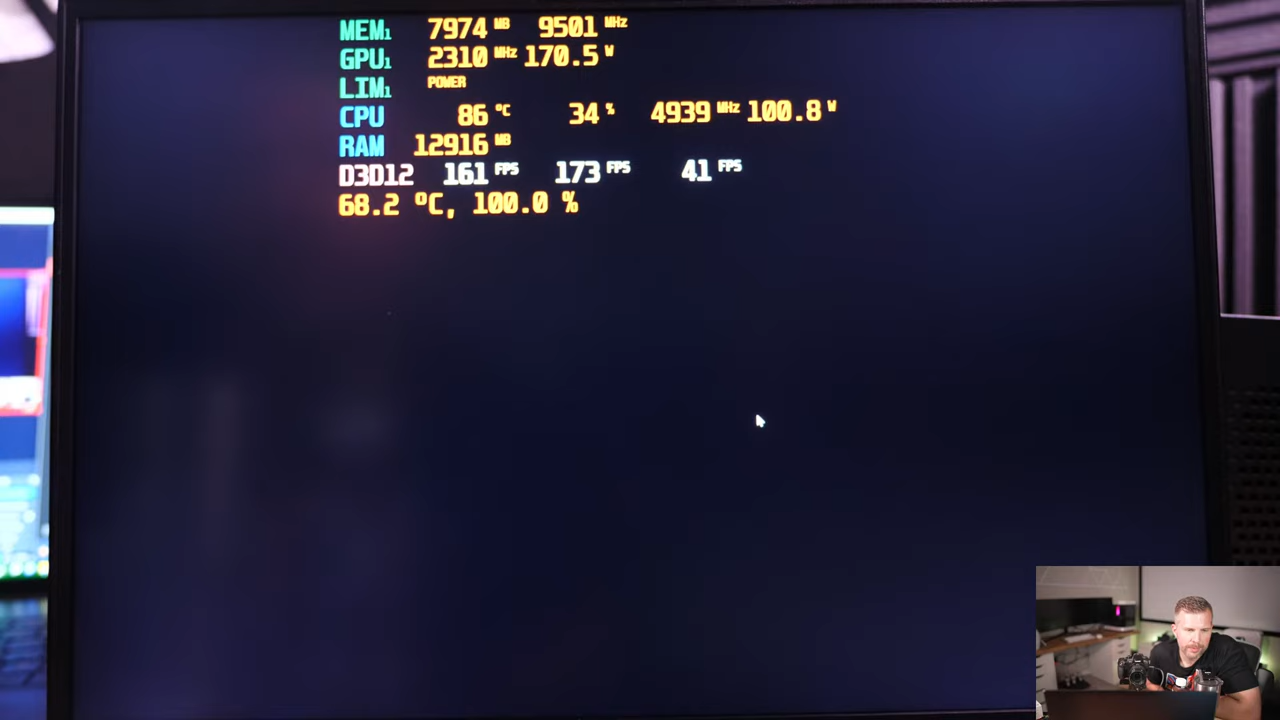 MEM1 7974 MB 9501 MHz
GPU1 2310 MHz 170.5 W
LIM1 POWER
CPU 86 °C 34 % 4939 MHz 100.8 W
RAM 12916 MB
D3D12 161 FPS 173 FPS 41 FPS
68.2 °C, 100.0 %